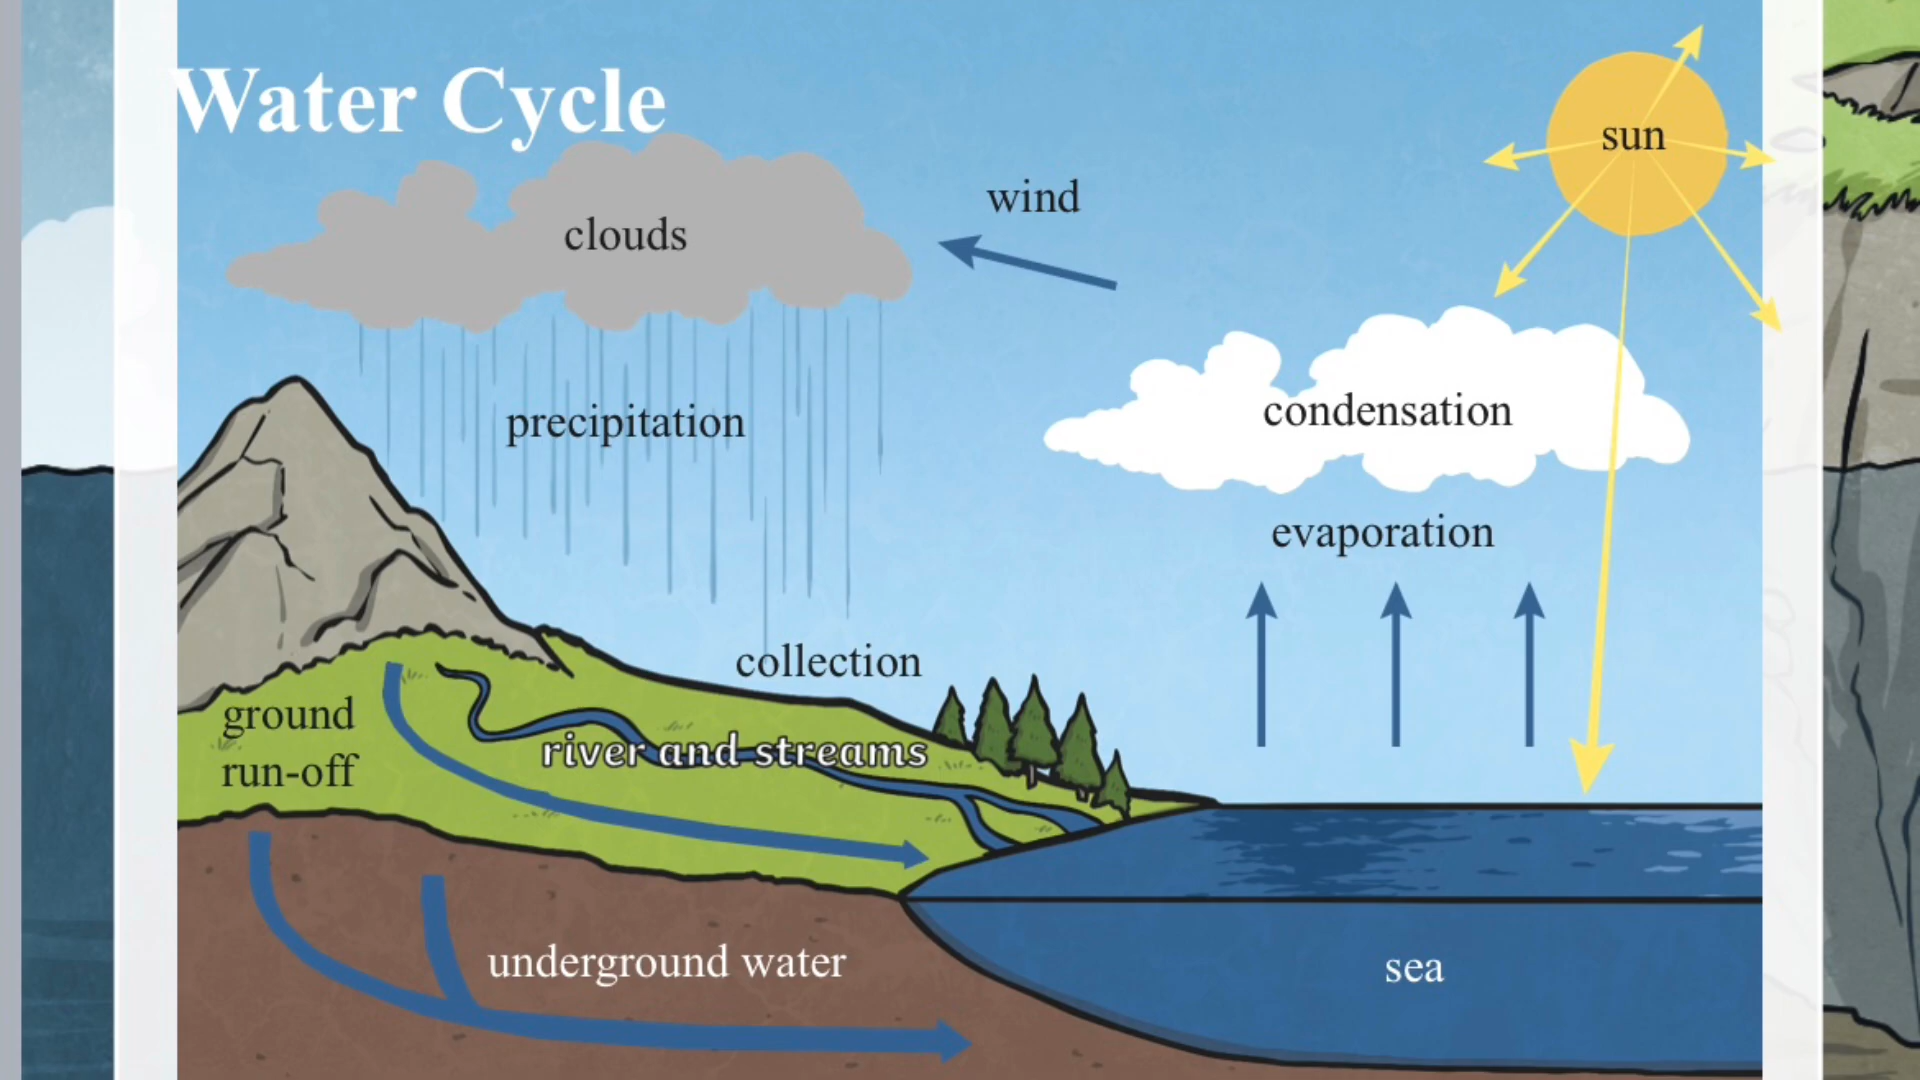 Water Cycle
sun
wind
clouds
condensation
precipitation
evaporation
collection
ground
run-off
river and streams
underground water
sea